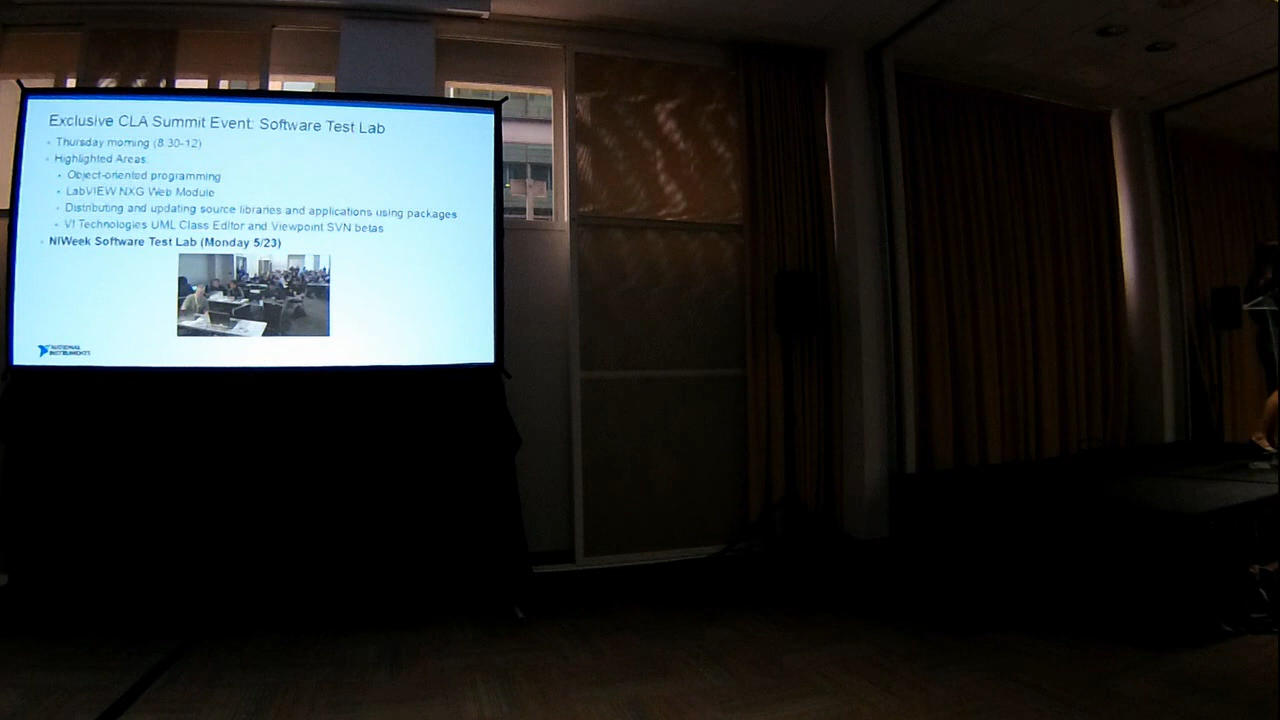 Exclusive CLA Summit Event: Software Test Lab
Thursday morning (8:30-12)
Highlighted Areas:
Object-oriented programming
LabVIEW NXG Web Module
Distributing and updating source libraries and applications using packages
VI Technologies UML Class Editor and Viewpoint SVN betas
NIWeek Software Test Lab (Monday 5/23)
NATIONAL
INSTRUMENTS